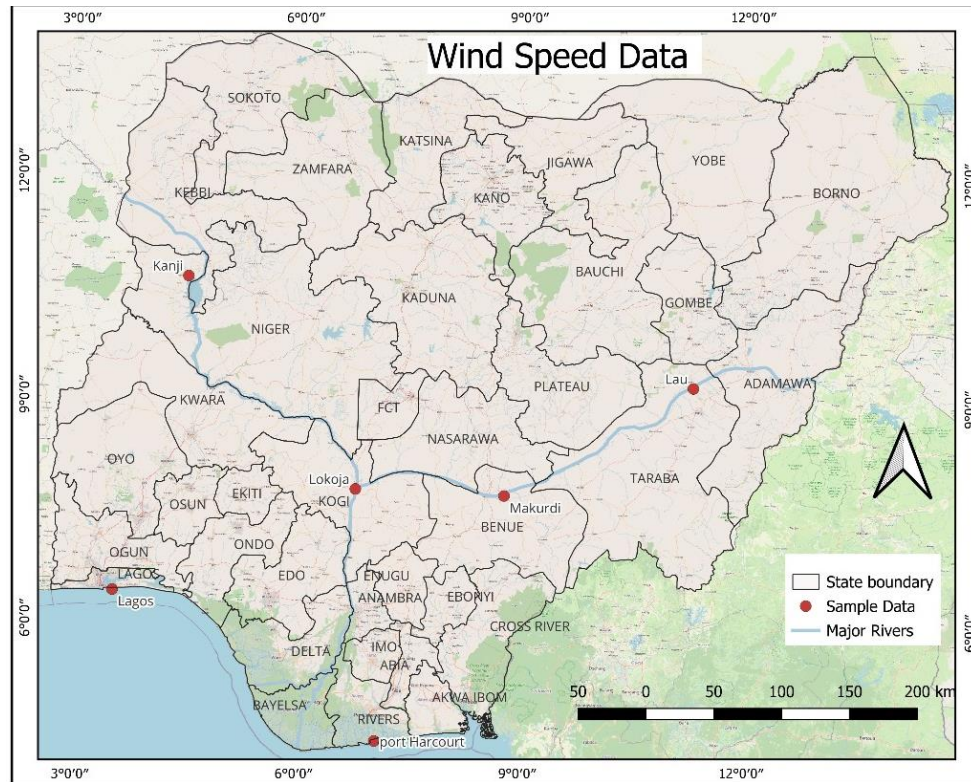 3°0′0″ 6°0′0″ 9°0′0″ 12°0′0″
Wind Speed Data
SOKOTO
KATSINA
JIGAWA
YOBE
ZAMFARA
12°0′0″
12°0′0″
KEBBI
KANO
BORNO
Kanji
BAUCHI
KADUNA
GOMBE
NIGER
Lau
ADAMAWA
PLATEAU
9°0′0″
9°0′0″
KWARA
FCT
NASARAWA
OYO
Lokoja
TARABA
OSUN
EKITI
KOGI
Makurdi
BENUE
OGUN
ONDO
LAGOS
EDO
ENUGU
State boundary
Lagos
ANAMBRA
EBONYI
Sample Data
6°0′0″
CROSS RIVER
Major Rivers
6°0′0″
DELTA
IMO
ABIA
50 0 50 100 150 200 km
BAYELSA
AKWA IBOM
RIVERS
port Harcourt
3°0′0″ 6°0′0″ 9°0′0″ 12°0′0″